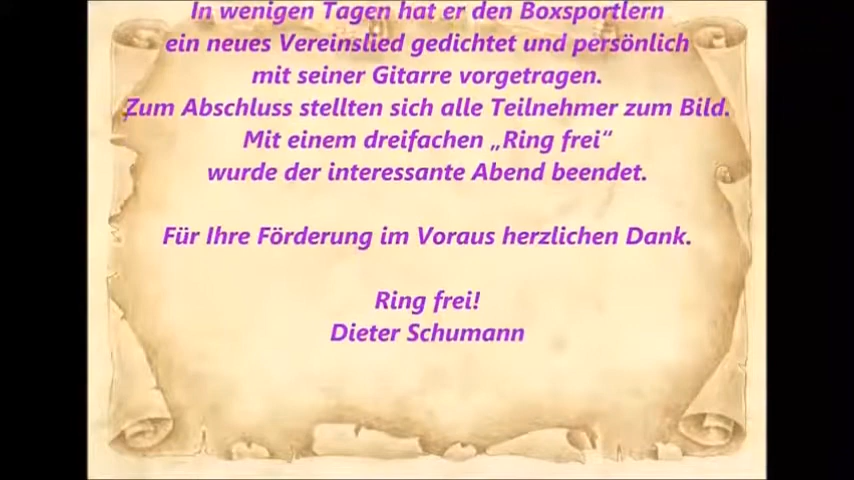 In wenigen Tagen hat er den Boxsportlern
ein neues Vereinslied gedichtet und persönlich
mit seiner Gitarre vorgetragen.
Zum Abschluss stellten sich alle Teilnehmer zum Bild.
Mit einem dreifachen „Ring frei“
wurde der interessante Abend beendet.
Für Ihre Förderung im Voraus herzlichen Dank.
Ring frei!
Dieter Schumann